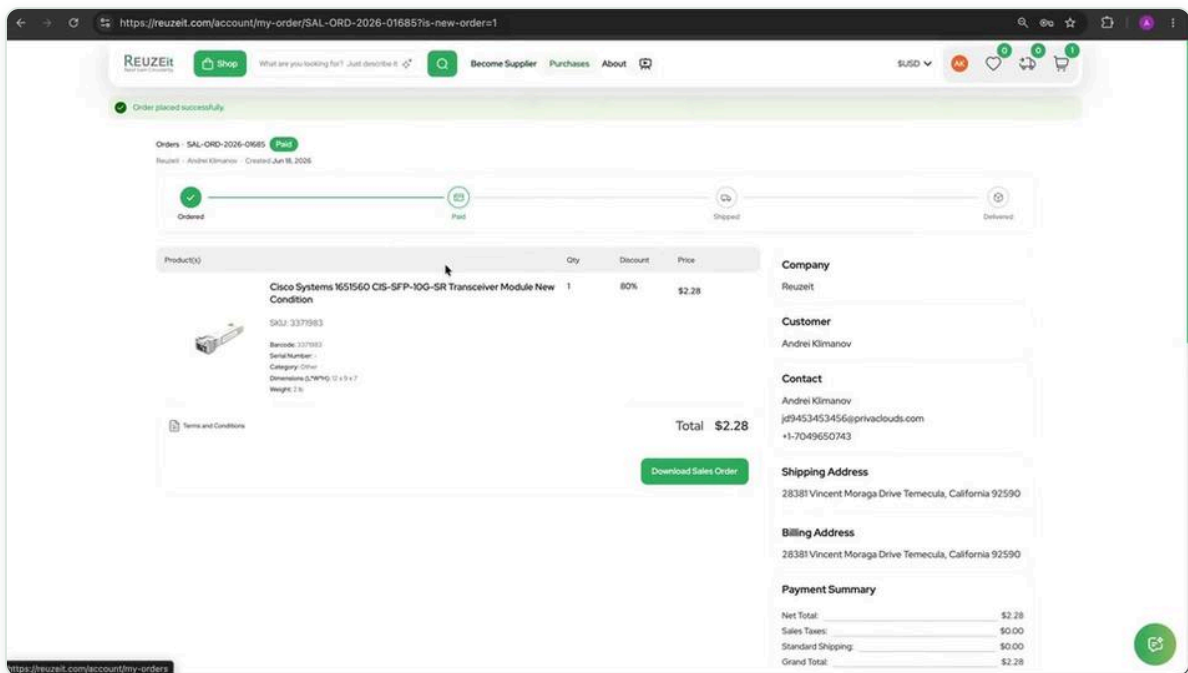 https://reuzeit.com/account/my-order/SAL-ORD-2026-01685?is-new-order=1
REUZEit
Shop
What are you looking for? Just describe it
Become Supplier Purchases About
$USD
AK
0
0
1
Order placed successfully.
Orders · SAL-ORD-2026-01685 Paid
Reuzeit · Andrei Klimanov · Created Jun 18, 2026
Ordered Paid Shipped Delivered
Product(s) Qty Discount Price
Cisco Systems 1651560 CIS-SFP-10G-SR Transceiver Module New Condition 1 80% $2.28
SKU: 3371983
Barcode: 3371983
Serial Number: -
Category: Other
Dimensions (L*W*H): 12 x 9 x 7
Weight: 2 lb
Terms and Conditions
Total $2.28
Download Sales Order
Company
Reuzeit
Customer
Andrei Klimanov
Contact
Andrei Klimanov
jd9453453456@privaclouds.com
+1-7049650743
Shipping Address
28381 Vincent Moraga Drive Temecula, California 92590
Billing Address
28381 Vincent Moraga Drive Temecula, California 92590
Payment Summary
Net Total: $2.28
Sales Taxes: $0.00
Standard Shipping: $0.00
Grand Total: $2.28
https://reuzeit.com/account/my-orders